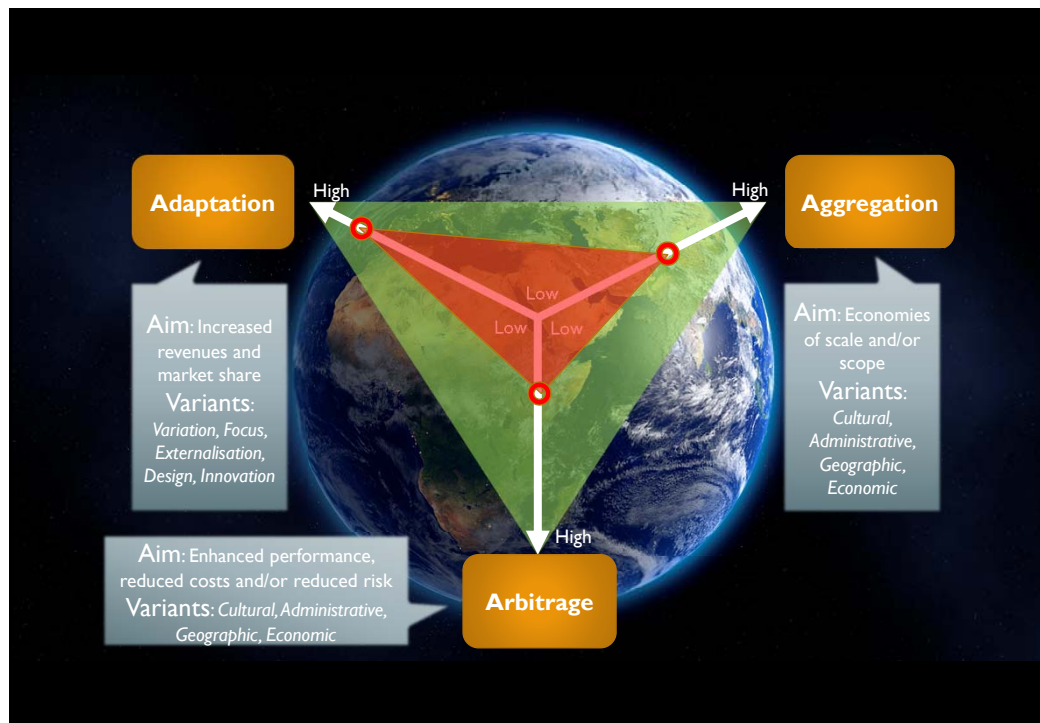 High
High
Adaptation
Aggregation
Low
Low
Low
Aim: Increased
revenues and
market share
Variants:
Variation, Focus,
Externalisation,
Design, Innovation
Aim: Economies
of scale and/or
scope
Variants:
Cultural,
Administrative,
Geographic,
Economic
High
Aim: Enhanced performance,
reduced costs and/or reduced risk
Variants: Cultural, Administrative,
Geographic, Economic
Arbitrage